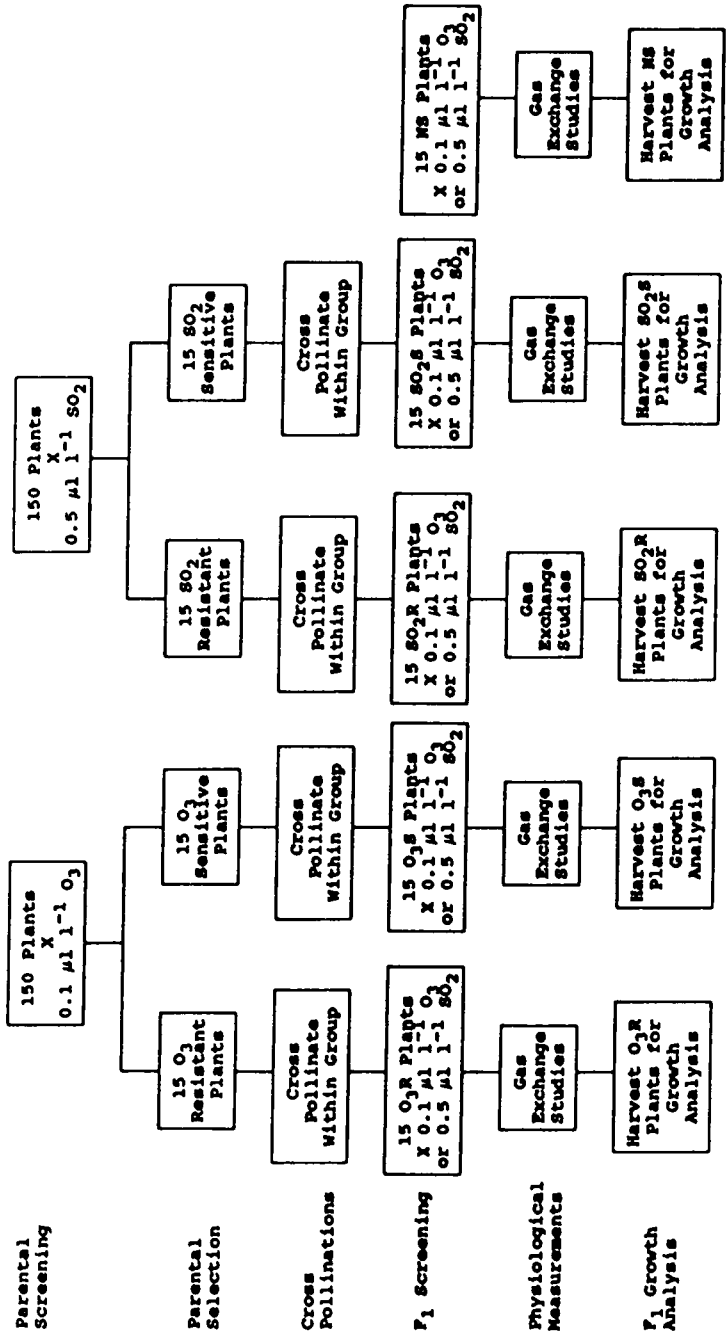 Parental
Screening
150 Plants
X
0.1 µl l⁻¹ O₃
150 Plants
X
0.5 µl l⁻¹ SO₂
Parental
Selection
15 O₃
Resistant
Plants
15 O₃
Sensitive
Plants
15 SO₂
Resistant
Plants
15 SO₂
Sensitive
Plants
Cross
Pollinations
Cross
Pollinate
Within Group
Cross
Pollinate
Within Group
Cross
Pollinate
Within Group
Cross
Pollinate
Within Group
F₁ Screening
15 O₃R Plants
X 0.1 µl l⁻¹ O₃
or 0.5 µl l⁻¹ SO₂
15 O₃S Plants
X 0.1 µl l⁻¹ O₃
or 0.5 µl l⁻¹ SO₂
15 SO₂R Plants
X 0.1 µl l⁻¹ O₃
or 0.5 µl l⁻¹ SO₂
15 SO₂S Plants
X 0.1 µl l⁻¹ O₃
or 0.5 µl l⁻¹ SO₂
15 NS Plants
X 0.1 µl l⁻¹ O₃
or 0.5 µl l⁻¹ SO₂
Physiological
Measurements
Gas
Exchange
Studies
Gas
Exchange
Studies
Gas
Exchange
Studies
Gas
Exchange
Studies
Gas
Exchange
Studies
F₁ Growth
Analysis
Harvest O₃R
Plants for
Growth
Analysis
Harvest O₃S
Plants for
Growth
Analysis
Harvest SO₂R
Plants for
Growth
Analysis
Harvest SO₂S
Plants for
Growth
Analysis
Harvest NS
Plants for
Growth
Analysis